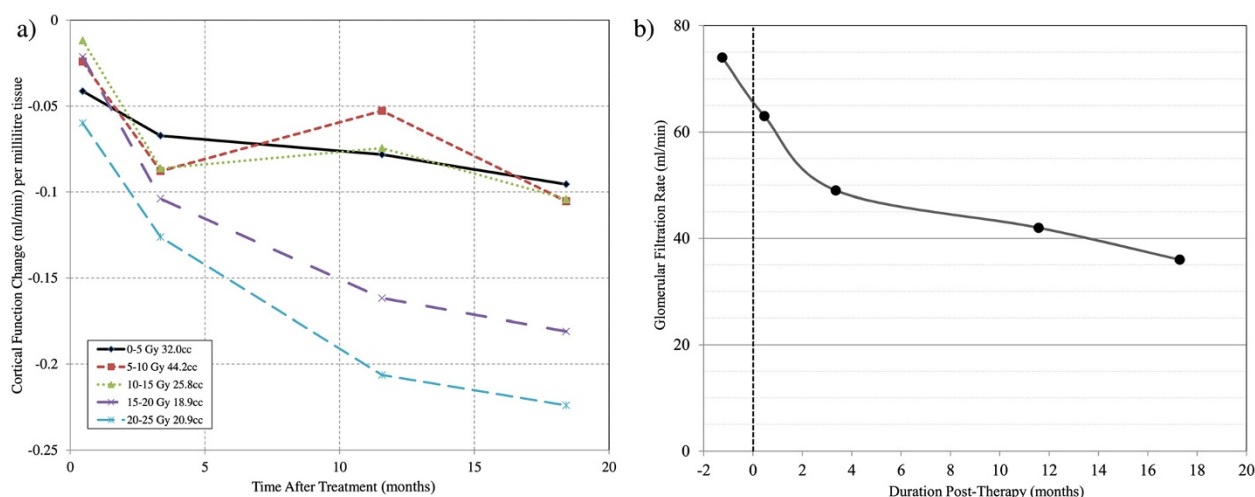 a)
Cortical Function Change (ml/min) per millilitre tissue
0
-0.05
-0.1
-0.15
-0.2
-0.25
0-5 Gy 32.0cc
5-10 Gy 44.2cc
10-15 Gy 25.8cc
15-20 Gy 18.9cc
20-25 Gy 20.9cc
0 5 10 15 20
Time After Treatment (months)
b)
Glomerular Filtration Rate (ml/min)
80
60
40
20
0
-2 0 2 4 6 8 10 12 14 16 18
Duration Post-Therapy (months)